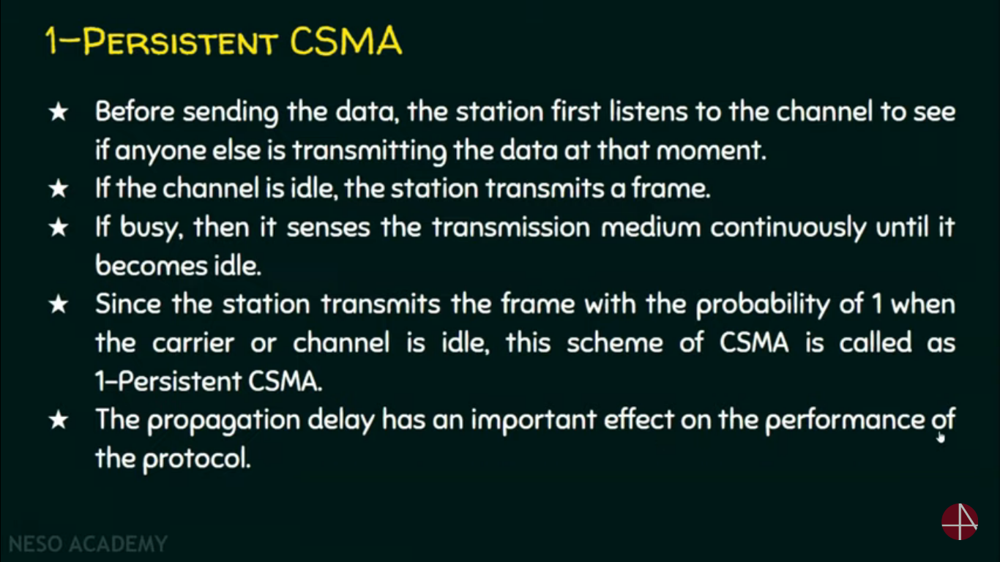 1-PERSISTENT CSMA
★ Before sending the data, the station first listens to the channel to see
if anyone else is transmitting the data at that moment.
★ If the channel is idle, the station transmits a frame.
★ If busy, then it senses the transmission medium continuously until it
becomes idle.
★ Since the station transmits the frame with the probability of 1 when
the carrier or channel is idle, this scheme of CSMA is called as
1-Persistent CSMA.
★ The propagation delay has an important effect on the performance of
the protocol.
NESO ACADEMY